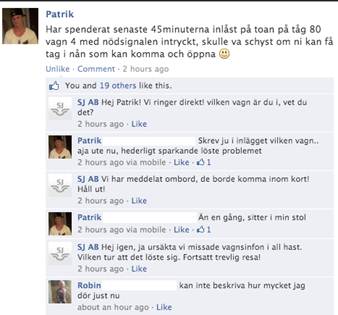 Patrik
Har spenderat senaste 45minuterna inlåst på toan på tåg 80
vagn 4 med nödsignalen intryckt, skulle va schyst om ni kan få
tag i nån som kan komma och öppna
Unlike · Comment · 2 hours ago
You and 19 others like this.
SJ AB Hej Patrik! Vi ringer direkt! vilken vagn är du i, vet du
det?
2 hours ago · Like
Patrik Skrev ju i inlägget vilken vagn..
aja ute nu, hederligt sparkande löste problemet
2 hours ago via mobile · Like · 1
SJ AB Vi har meddelat ombord, de borde komma inom kort!
Håll ut!
2 hours ago · Like
Patrik Än en gång, sitter i min stol
2 hours ago via mobile · Like · 1
SJ AB Hej igen, ja ursäkta vi missade vagnsinfon i all hast.
Vilken tur att det löste sig. Fortsatt trevlig resa!
2 hours ago · Like
Robin kan inte beskriva hur mycket jag
dör just nu
about an hour ago · Like